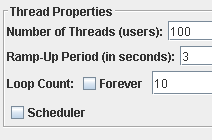 Thread Properties
Number of Threads (users): 100
Ramp-Up Period (in seconds): 3
Loop Count: Forever 10
Scheduler